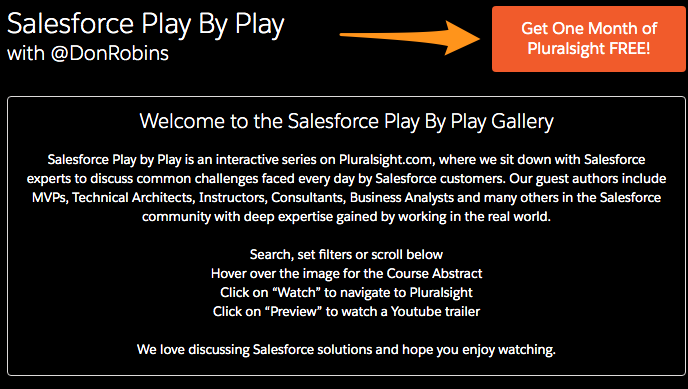 Salesforce Play By Play
with @DonRobins
Get One Month of
Pluralsight FREE!
Welcome to the Salesforce Play By Play Gallery
Salesforce Play by Play is an interactive series on Pluralsight.com, where we sit down with Salesforce
experts to discuss common challenges faced every day by Salesforce customers. Our guest authors include
MVPs, Technical Architects, Instructors, Consultants, Business Analysts and many others in the Salesforce
community with deep expertise gained by working in the real world.
Search, set filters or scroll below
Hover over the image for the Course Abstract
Click on “Watch” to navigate to Pluralsight
Click on “Preview” to watch a Youtube trailer
We love discussing Salesforce solutions and hope you enjoy watching.